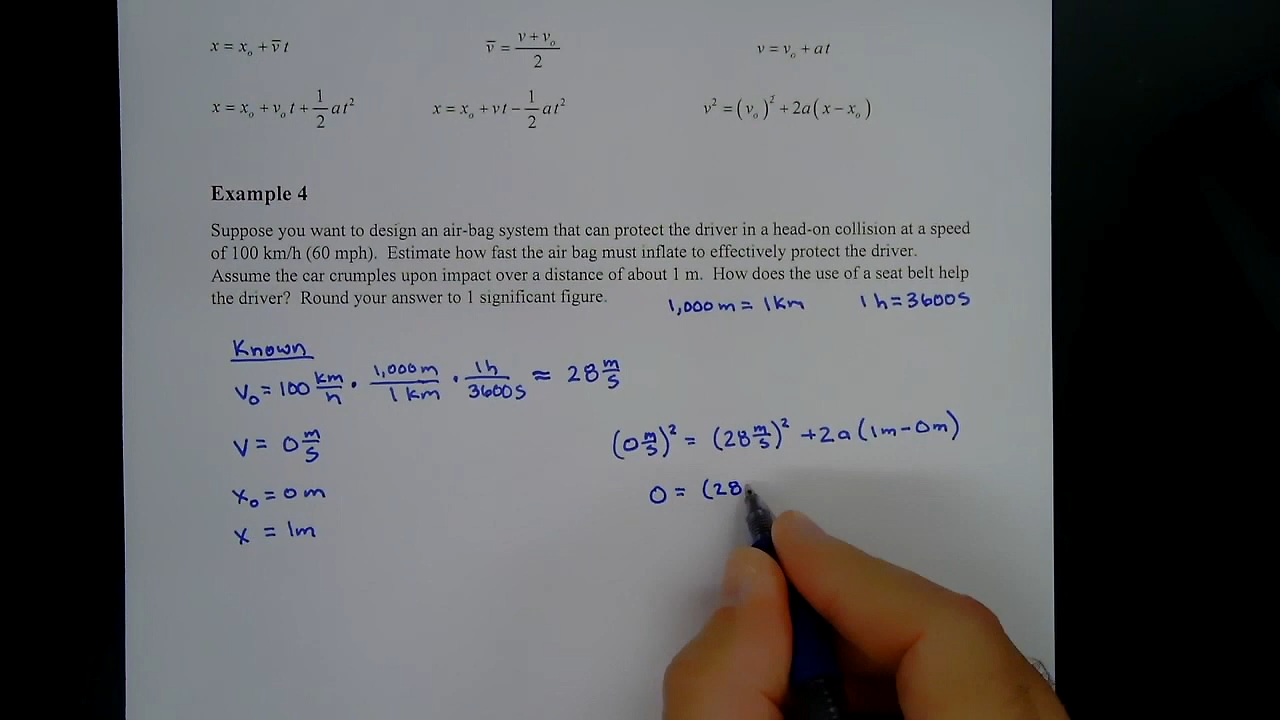 x = x₀ + v̄ t    v̄ = (v + v₀)/2    v = v₀ + at
x = x₀ + v₀t + 1/2 at²    x = x₀ + vt − 1/2 at²    v² = (v₀)² + 2a(x − x₀)
Example 4
Suppose you want to design an air-bag system that can protect the driver in a head-on collision at a speed
of 100 km/h (60 mph). Estimate how fast the air bag must inflate to effectively protect the driver.
Assume the car crumples upon impact over a distance of about 1 m. How does the use of a seat belt help
the driver? Round your answer to 1 significant figure.
1,000 m = 1 km    1 h = 3600 s
Known
v₀ = 100 km/h · 1,000 m/1 km · 1 h/3600 s ≈ 28 m/s
v = 0 m/s    (0 m/s)² = (28 m/s)² + 2a(1m − 0m)
x₀ = 0 m    0 = (28
x = 1m